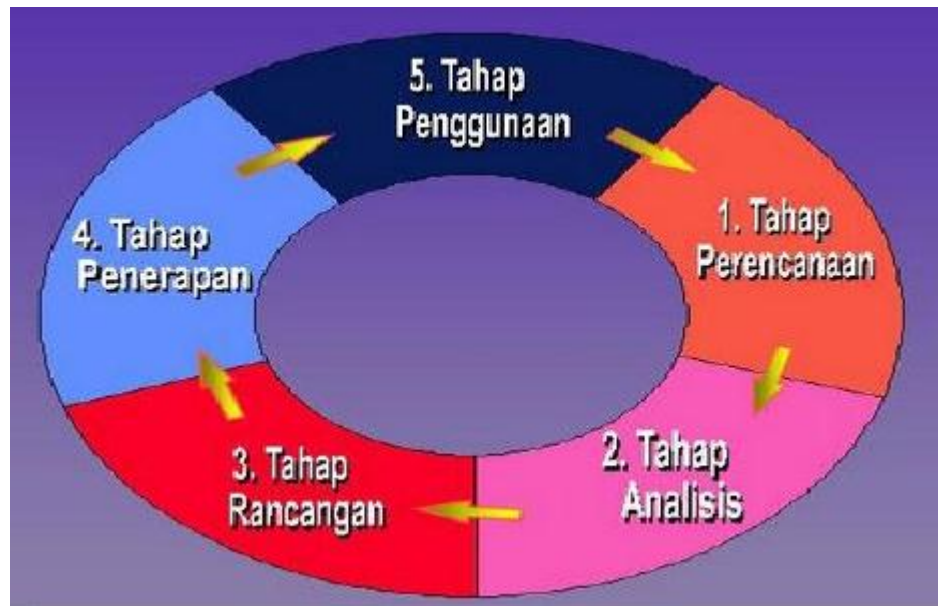 5. Tahap
Penggunaan
1. Tahap
Perencanaan
2. Tahap
Analisis
3. Tahap
Rancangan
4. Tahap
Penerapan